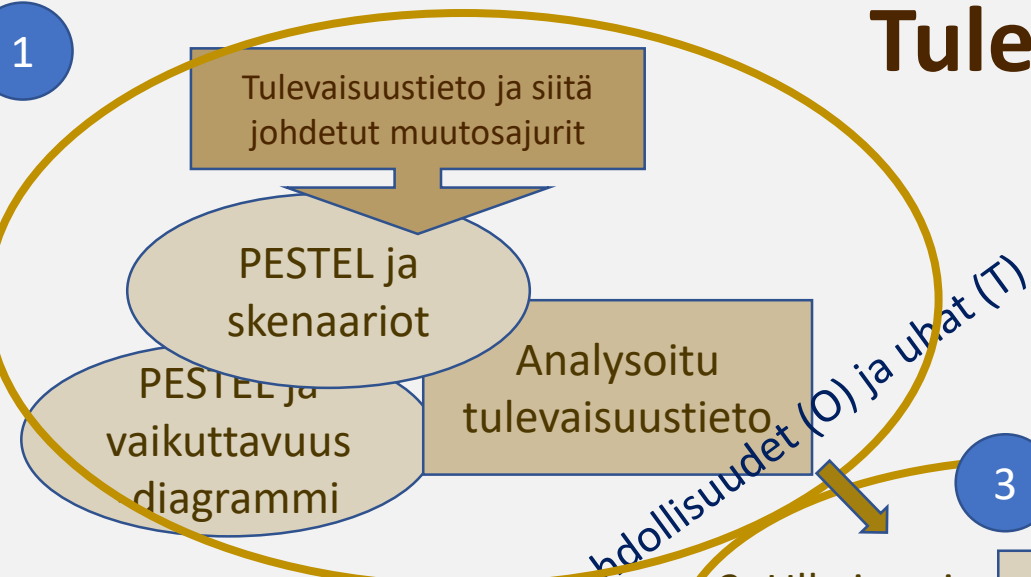 1
Tule
Tulevaisuustieto ja siitä
johdetut muutosajurit
PESTEL ja
skenaariot
PESTEL ja
vaikuttavuus
diagrammi
Analysoitu
tulevaisuustieto
hdollisuudet (O) ja uhat (T)
3